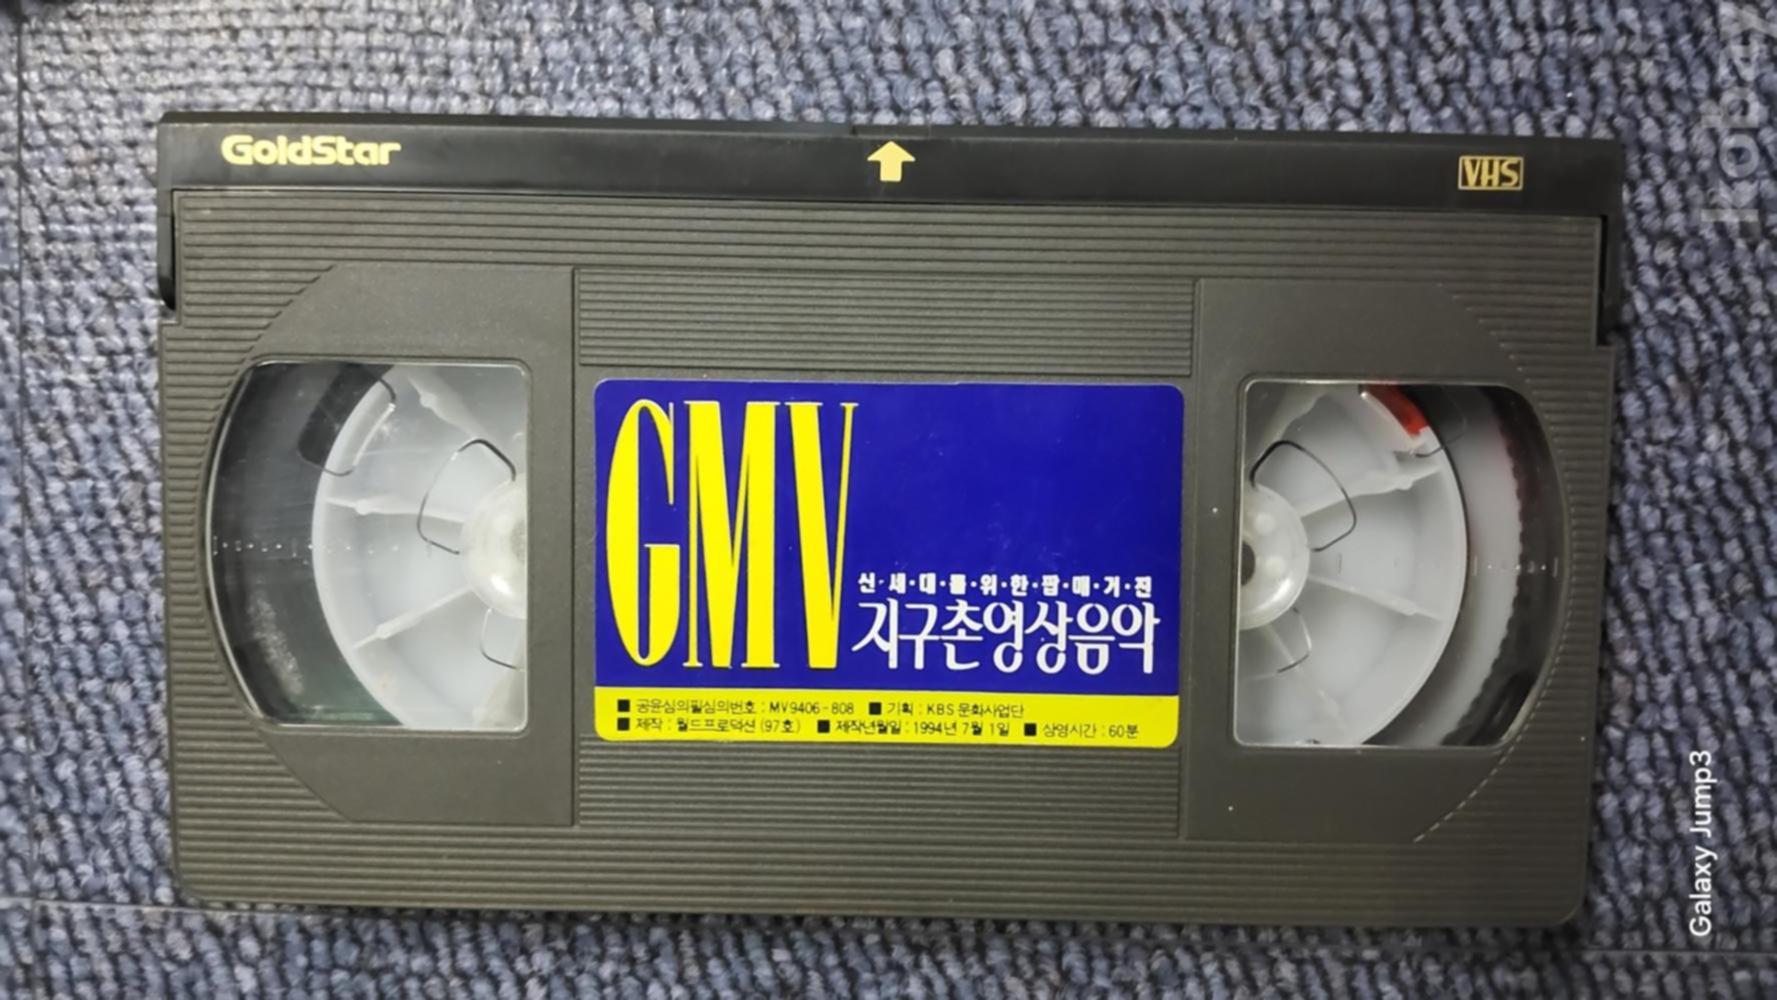 GoldStar
VHS
GMV
신·세·대·를·위·한·팝·매·거·진
지구촌영상음악
■ 공윤심의필심의번호 : MV9406-808 ■ 기획 : KBS 문화사업단
■ 제작 : 월드프로덕션 (97호) ■ 제작년월일 : 1994년 7월 1일 ■ 상영시간 : 60분
kobay
Galaxy Jump3